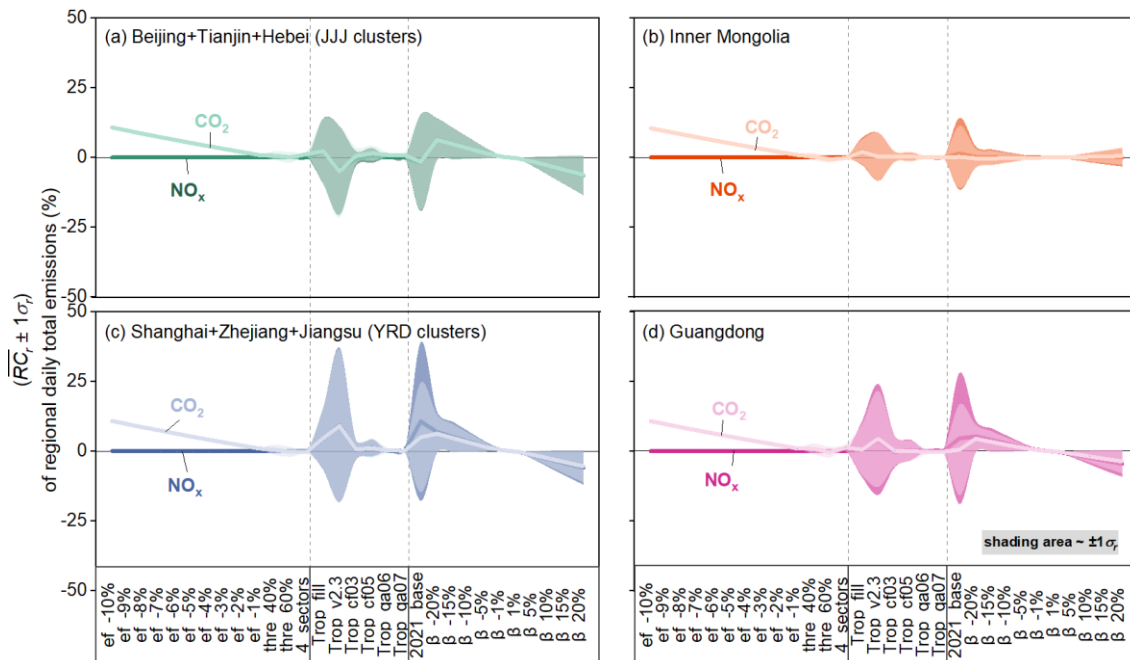 (RC̅ᵣ ± 1σᵣ)
of regional daily total emissions (%)
50
(a) Beijing+Tianjin+Hebei (JJJ clusters)
25
CO₂
0
NOₓ
-25
-50
(b) Inner Mongolia
CO₂
NOₓ
50
(c) Shanghai+Zhejiang+Jiangsu (YRD clusters)
25
CO₂
0
NOₓ
-25
-50
(d) Guangdong
CO₂
NOₓ
shading area ~ ±1σᵣ
ef -10%
ef -9%
ef -8%
ef -7%
ef -6%
ef -5%
ef -4%
ef -3%
ef -2%
ef -1%
thre 40%
thre 60%
4_sectors
Trop fill
Trop v2.3
Trop cf03
Trop cf05
Trop qa06
Trop qa07
2021 base
β -20%
β -15%
β -10%
β -5%
β -1%
β 1%
β 5%
β 10%
β 15%
β 20%
ef -10%
ef -9%
ef -8%
ef -7%
ef -6%
ef -5%
ef -4%
ef -3%
ef -2%
ef -1%
thre 40%
thre 60%
4_sectors
Trop fill
Trop v2.3
Trop cf03
Trop cf05
Trop qa06
Trop qa07
2021 base
β -20%
β -15%
β -10%
β -5%
β -1%
β 1%
β 5%
β 10%
β 15%
β 20%